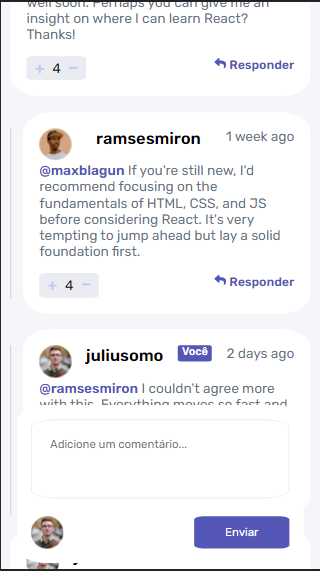 well soon. Perhaps you can give me an
insight on where I can learn React?
Thanks!
+ 4 − Responder
ramsesmiron 1 week ago
@maxblagun If you're still new, I'd
recommend focusing on the
fundamentals of HTML, CSS, and JS
before considering React. It's very
tempting to jump ahead but lay a solid
foundation first.
+ 4 − Responder
juliusomo Você 2 days ago
@ramsesmiron I couldn't agree more
with this. Everything moves so fast and
Adicione um comentário...
Enviar